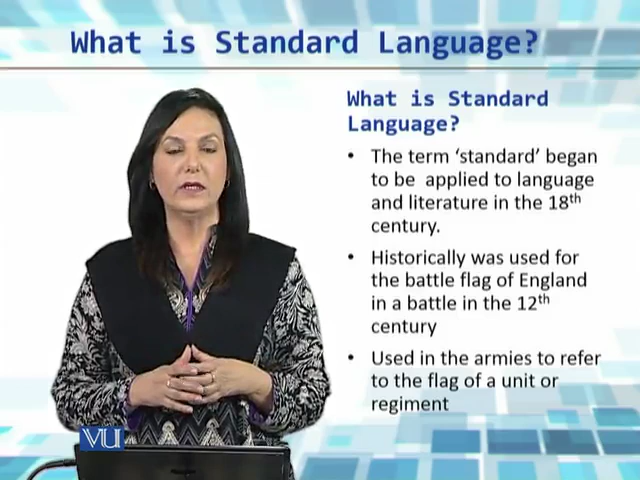 What is Standard Language?
What is Standard
Language?
• The term ‘standard’ began
to be applied to language
and literature in the 18th
century.
• Historically was used for
the battle flag of England
in a battle in the 12th
century
• Used in the armies to refer
to the flag of a unit or
regiment
VU